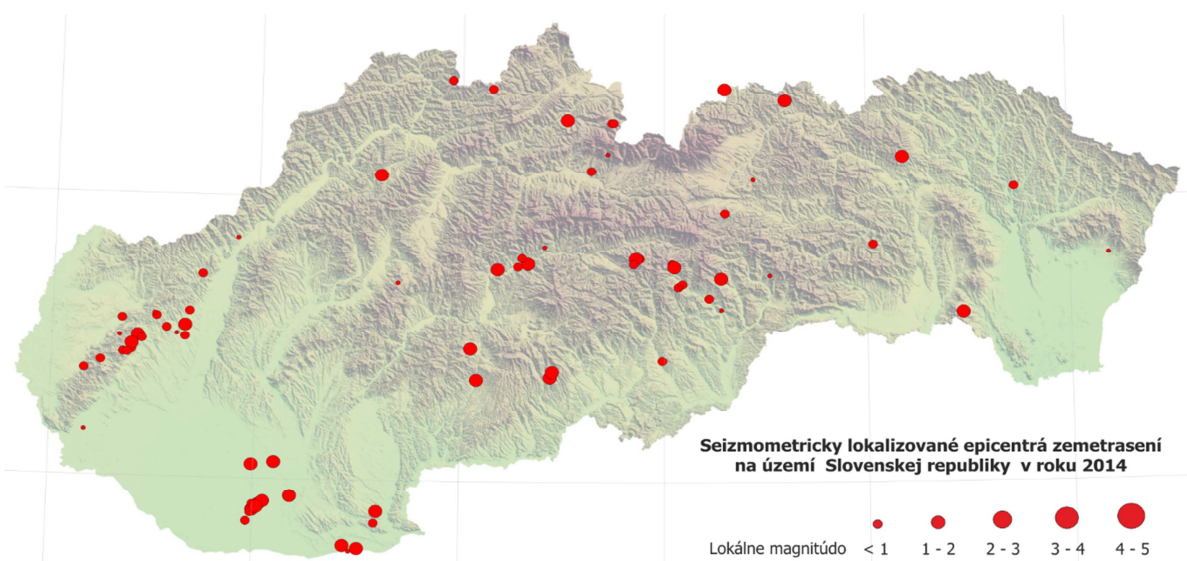 Seizmometricky lokalizované epicentrá zemetrasení
na území Slovenskej republiky v roku 2014
Lokálne magnitúdo < 1 1 - 2 2 - 3 3 - 4 4 - 5